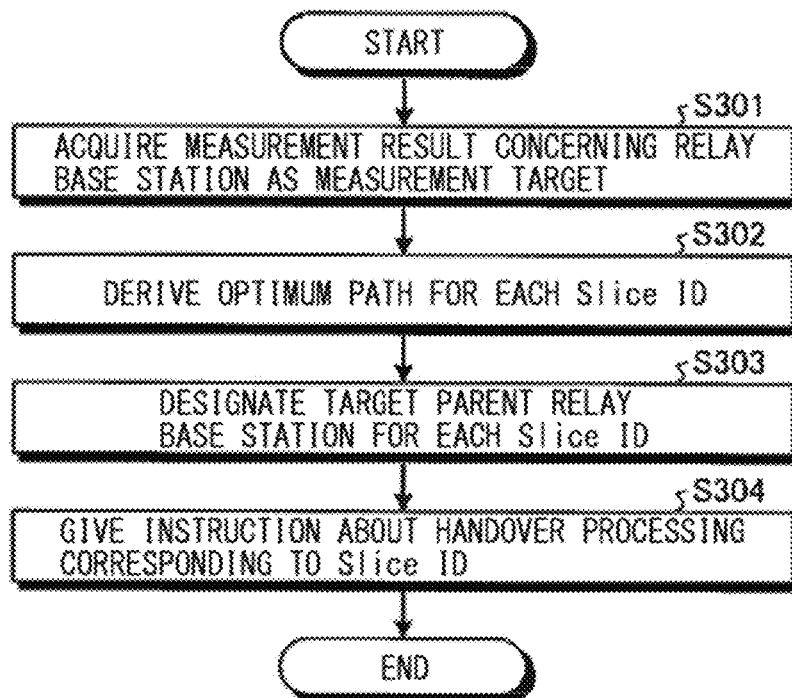 START
S301
ACQUIRE MEASUREMENT RESULT CONCERNING RELAY
BASE STATION AS MEASUREMENT TARGET
S302
DERIVE OPTIMUM PATH FOR EACH Slice ID
S303
DESIGNATE TARGET PARENT RELAY
BASE STATION FOR EACH Slice ID
S304
GIVE INSTRUCTION ABOUT HANDOVER PROCESSING
CORRESPONDING TO Slice ID
END